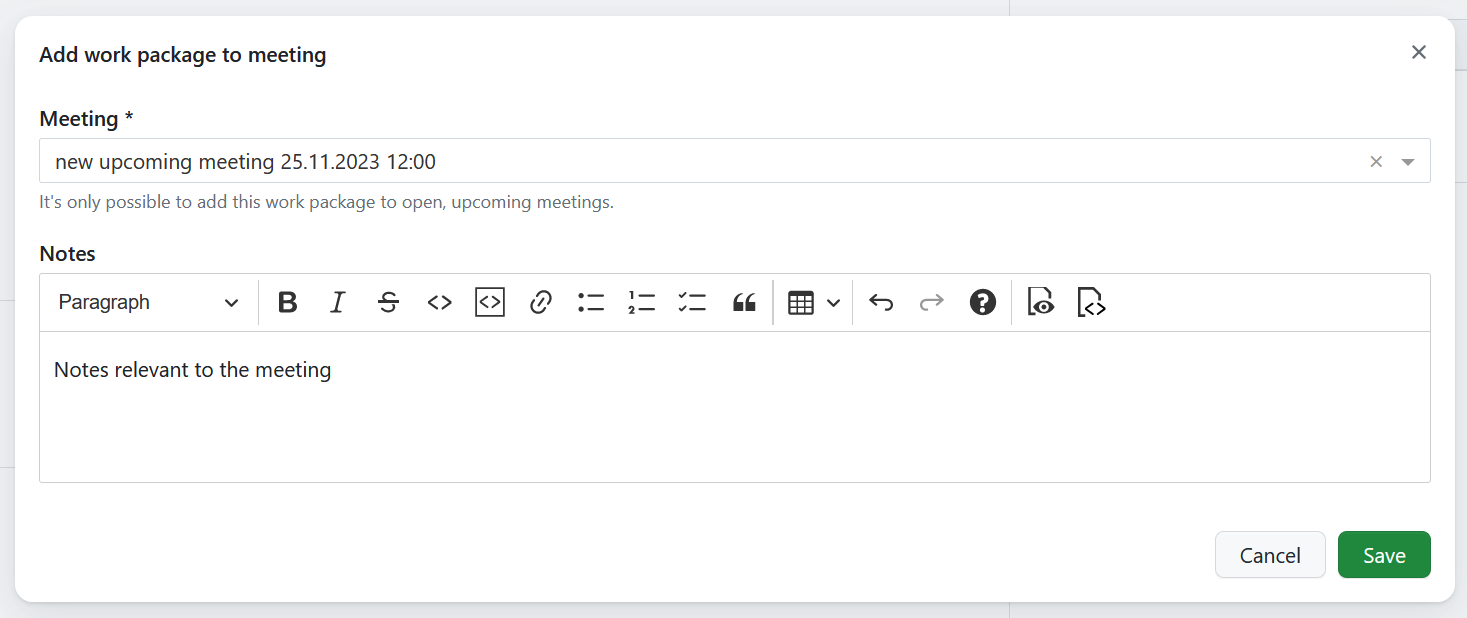 Add work package to meeting
Meeting *
new upcoming meeting 25.11.2023 12:00
It's only possible to add this work package to open, upcoming meetings.
Notes
Paragraph
Notes relevant to the meeting
Cancel
Save